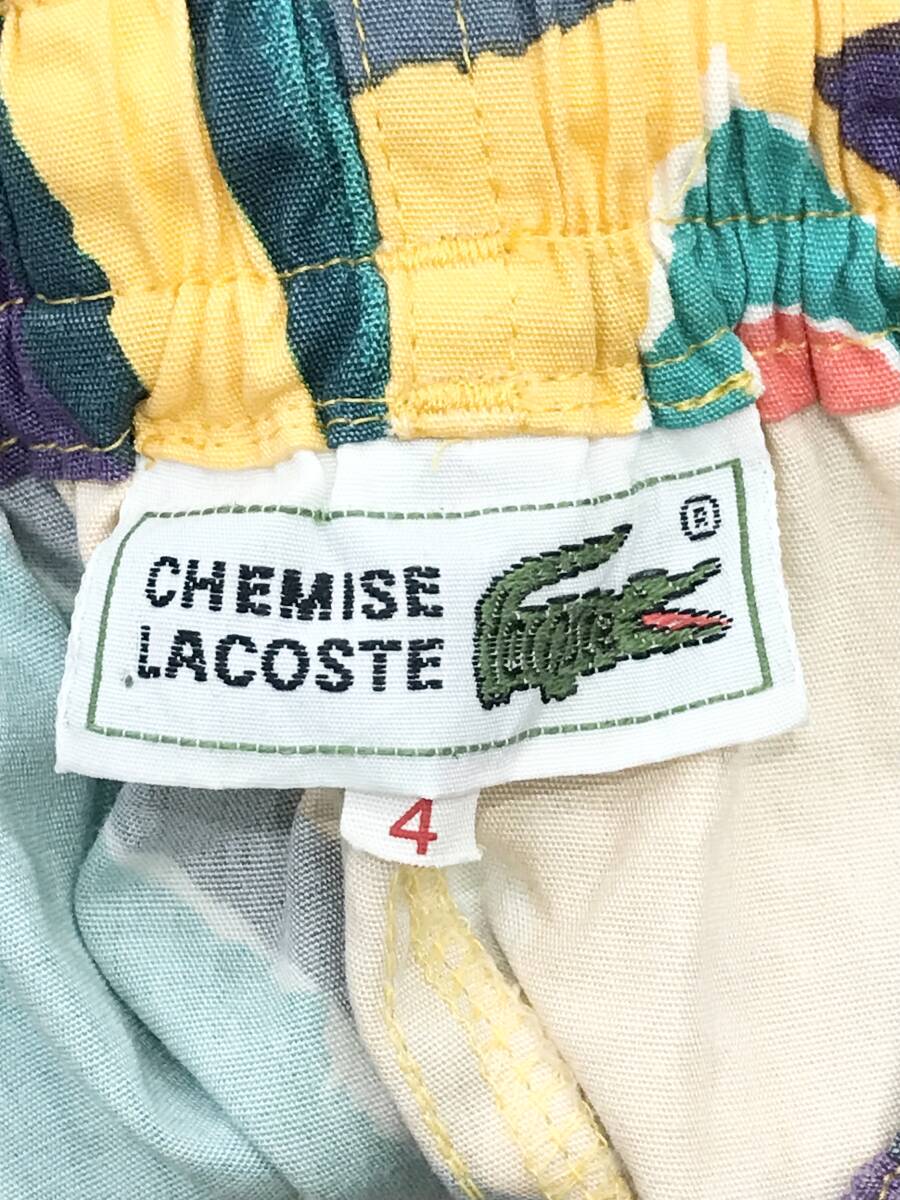 CHEMISE
LACOSTE
®
4